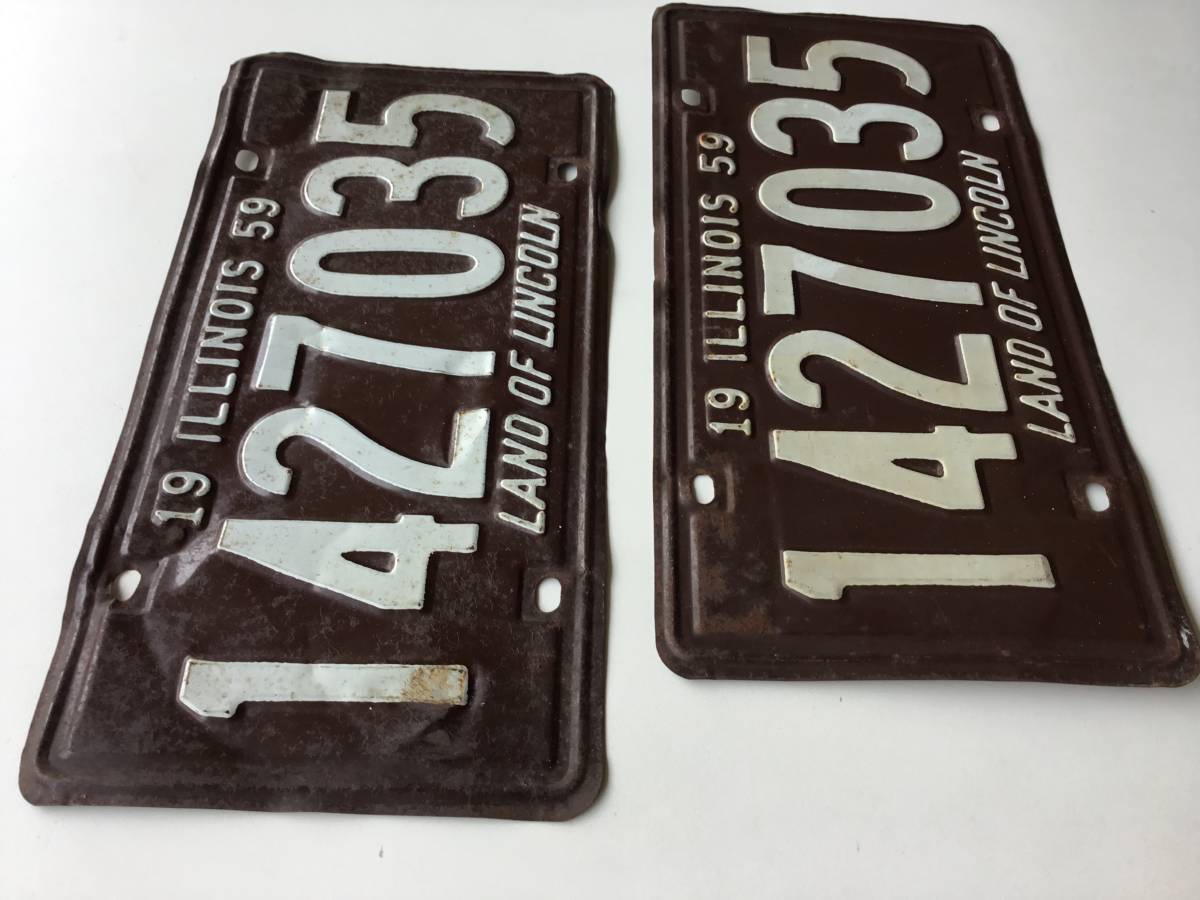 19 ILLINOIS 59
1427035
LAND OF LINCOLN
19 ILLINOIS 59
1427035
LAND OF LINCOLN